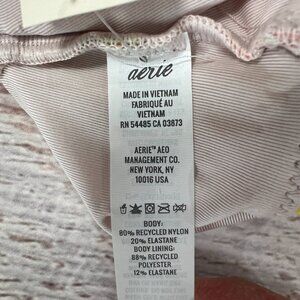 aerie
MADE IN VIETNAM
FABRIQUÉ AU
VIETNAM
RN 54485 CA 03873
AERIE™ AEO
MANAGEMENT CO.
NEW YORK, NY
10016 USA
BODY:
80% RECYCLED NYLON
20% ELASTANE
BODY LINING:
88% RECYCLED
POLYESTER
12% ELASTANE